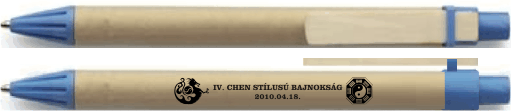 IV. CHEN STÍLUSÚ BAJNOKSÁG
2010.04.18.